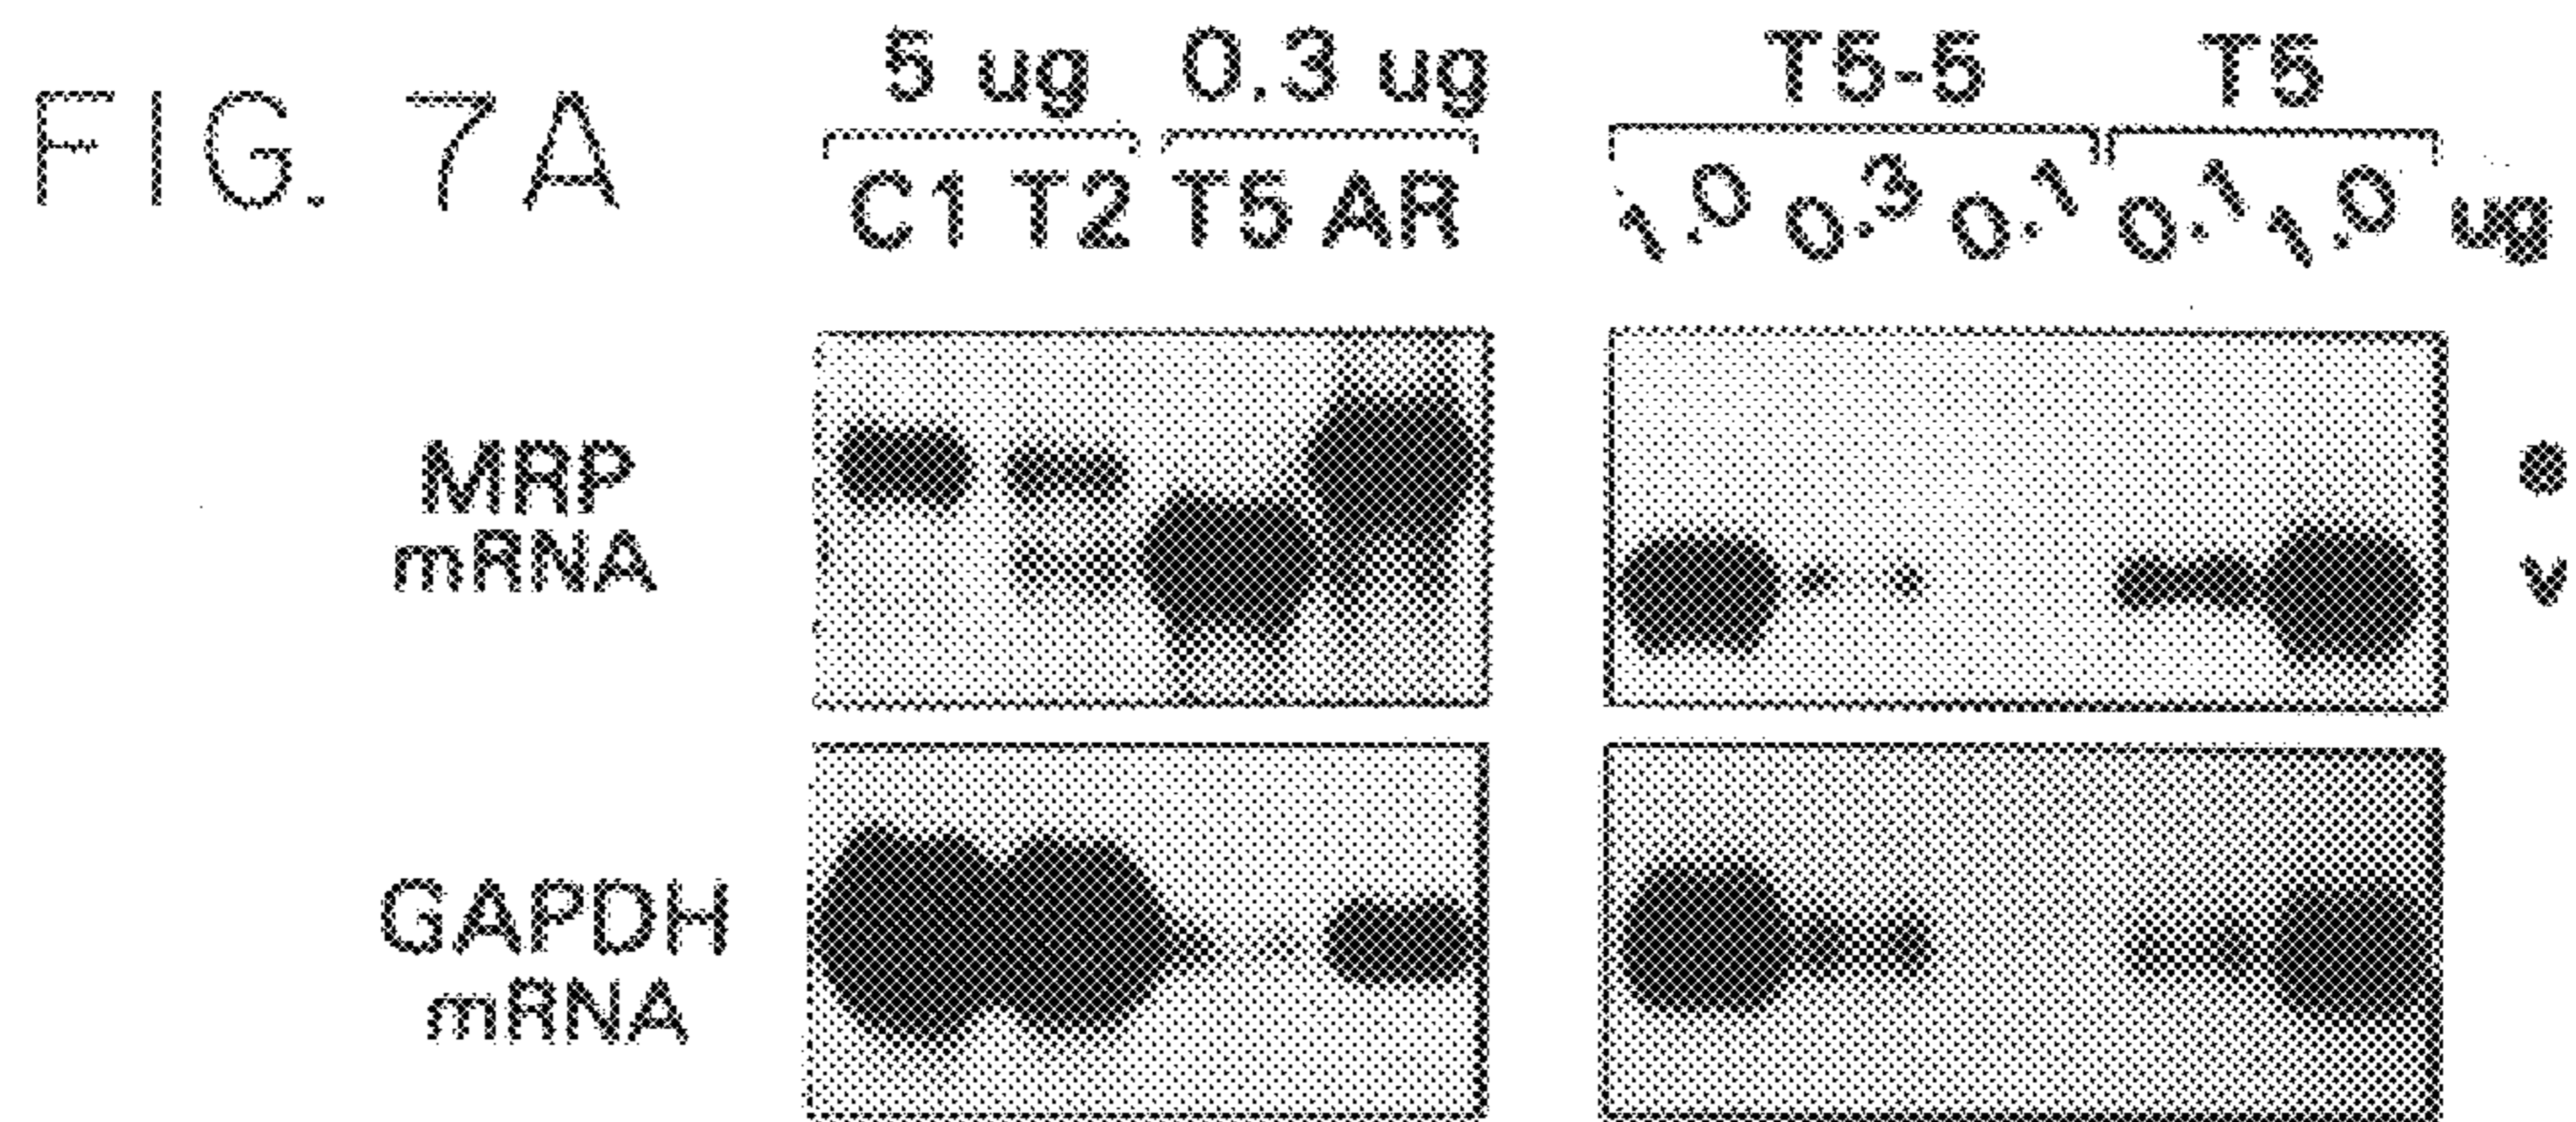 FIG. 7A
5 ug 0.3 ug T5-5 T5
C1 T2 T5 AR 1.0 0.3 0.1 0.1 1.0 ug
MRP
mRNA
GAPDH
mRNA